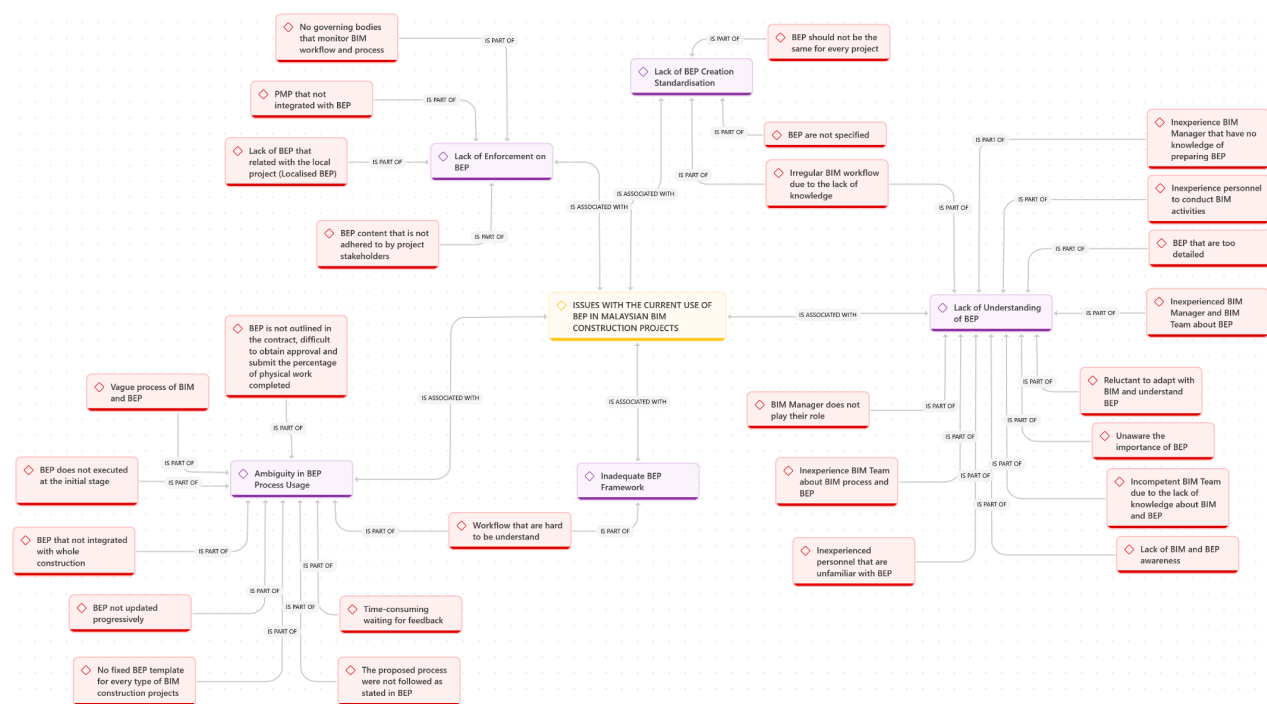 No governing bodies
that monitor BIM
workflow and process
IS PART OF
PMP that not
integrated with BEP
IS PART OF
Lack of BEP that
related with the local
project (Localised BEP)
IS PART OF
Lack of Enforcement on
BEP
BEP content that is not
adhered to by project
stakeholders
IS PART OF
IS ASSOCIATED WITH
BEP should not be the
same for every project
IS PART OF
Lack of BEP Creation
Standardisation
BEP are not specified
IS PART OF
Irregular BIM workflow
due to the lack of
knowledge
IS PART OF
IS PART OF
IS ASSOCIATED WITH
Inexperience BIM
Manager that have no
knowledge of
preparing BEP
IS PART OF
Inexperience personnel
to conduct BIM
activities
IS PART OF
BEP that are too
detailed
IS PART OF
Inexperienced BIM
Manager and BIM
Team about BEP
IS PART OF
ISSUES WITH THE CURRENT USE OF
BEP IN MALAYSIAN BIM
CONSTRUCTION PROJECTS
IS ASSOCIATED WITH
Lack of Understanding
of BEP
Reluctant to adapt with
BIM and understand
BEP
IS PART OF
BIM Manager does not
play their role
IS PART OF
Unaware the
importance of BEP
IS PART OF
Inexperience BIM Team
about BIM process and
BEP
IS PART OF
Incompetent BIM Team
due to the lack of
knowledge about BIM
and BEP
IS PART OF
Inexperienced
personnel that are
unfamiliar with BEP
IS PART OF
Lack of BIM and BEP
awareness
IS PART OF
BEP is not outlined in
the contract, difficult
to obtain approval and
submit the percentage
of physical work
completed
IS PART OF
Vague process of BIM
and BEP
IS PART OF
BEP does not executed
at the initial stage
IS PART OF
Ambiguity in BEP
Process Usage
IS ASSOCIATED WITH
IS ASSOCIATED WITH
Inadequate BEP
Framework
Workflow that are hard
to be understand
IS PART OF
IS PART OF
BEP that not integrated
with whole
construction
IS PART OF
BEP not updated
progressively
IS PART OF
Time-consuming
waiting for feedback
IS PART OF
No fixed BEP template
for every type of BIM
construction projects
IS PART OF
The proposed process
were not followed as
stated in BEP
IS PART OF